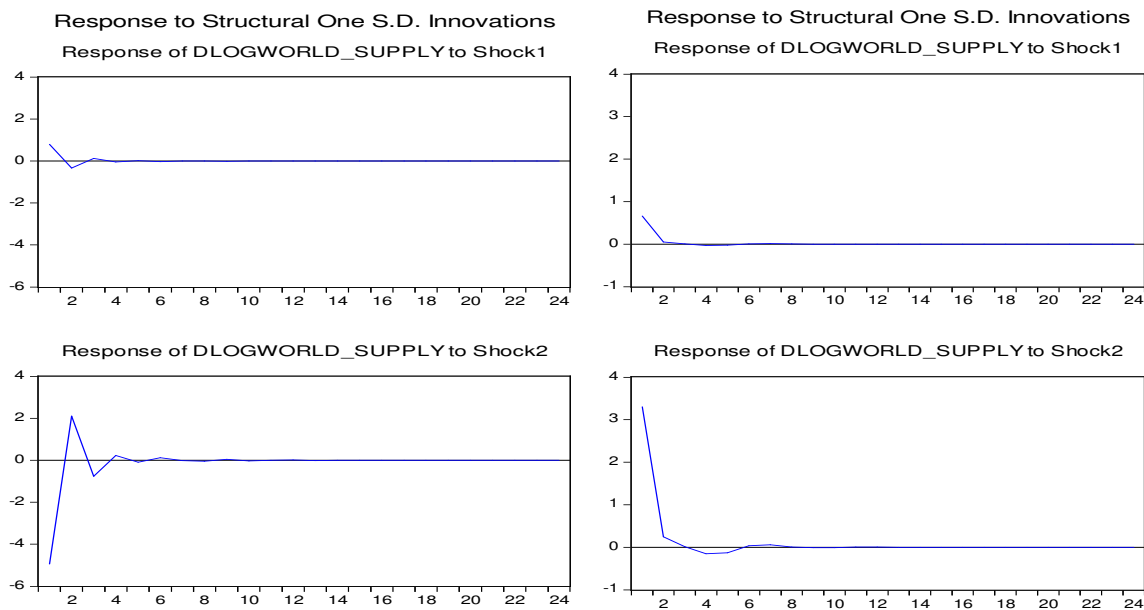 Response to Structural One S.D. Innovations
Response of DLOGWORLD_SUPPLY to Shock1
4
2
0
-2
-4
-6
2 4 6 8 10 12 14 16 18 20 22 24
Response of DLOGWORLD_SUPPLY to Shock2
4
2
0
-2
-4
-6
2 4 6 8 10 12 14 16 18 20 22 24
Response to Structural One S.D. Innovations
Response of DLOGWORLD_SUPPLY to Shock1
4
3
2
1
0
-1
2 4 6 8 10 12 14 16 18 20 22 24
Response of DLOGWORLD_SUPPLY to Shock2
4
3
2
1
0
-1
2 4 6 8 10 12 14 16 18 20 22 24